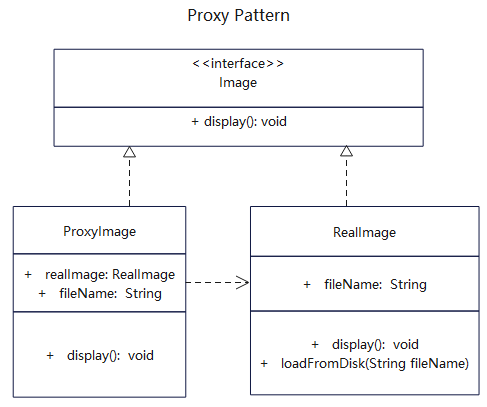 Proxy Pattern
<<interface>>
Image
+ display(): void
ProxyImage
+ realImage: RealImage
+ fileName: String
+ display(): void
RealImage
+ fileName: String
+ display(): void
+ loadFromDisk(String fileName)